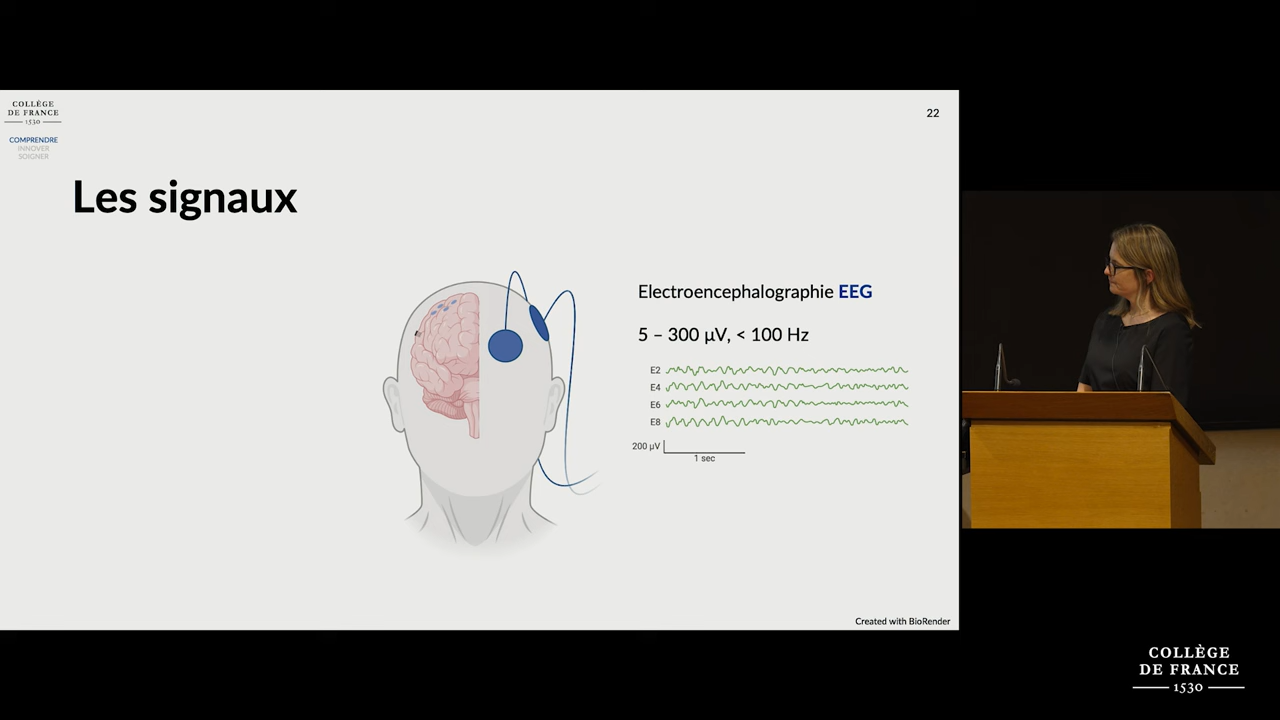 COLLÈGE
DE FRANCE
1530
COMPRENDRE
INNOVER
SOIGNER
22
Les signaux
Electroencephalographie EEG
5 – 300 µV, < 100 Hz
E2
E4
E6
E8
200 µV
1 sec
Created with BioRender
COLLÈGE
DE FRANCE
1530